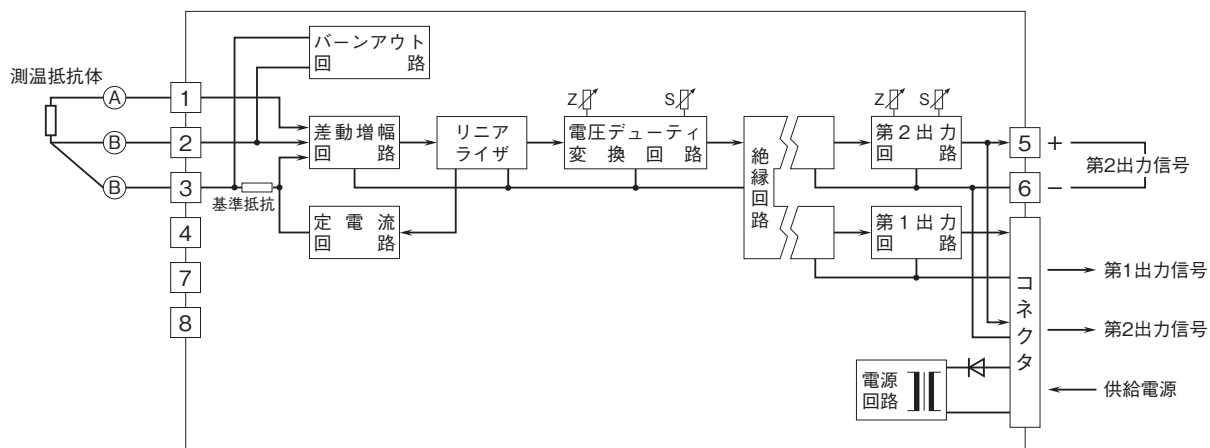 バーンアウト
回路
測温抵抗体
A
1
B
2
B
3
4
7
8
基準抵抗
差動増幅
回路
リニア
ライザ
定電流
回路
Z
S
電圧デューティ
変換回路
絶縁回路
Z
S
第2出力
回路
第1出力
回路
5
+
6
−
第2出力信号
コネクタ
第1出力信号
第2出力信号
供給電源
電源
回路